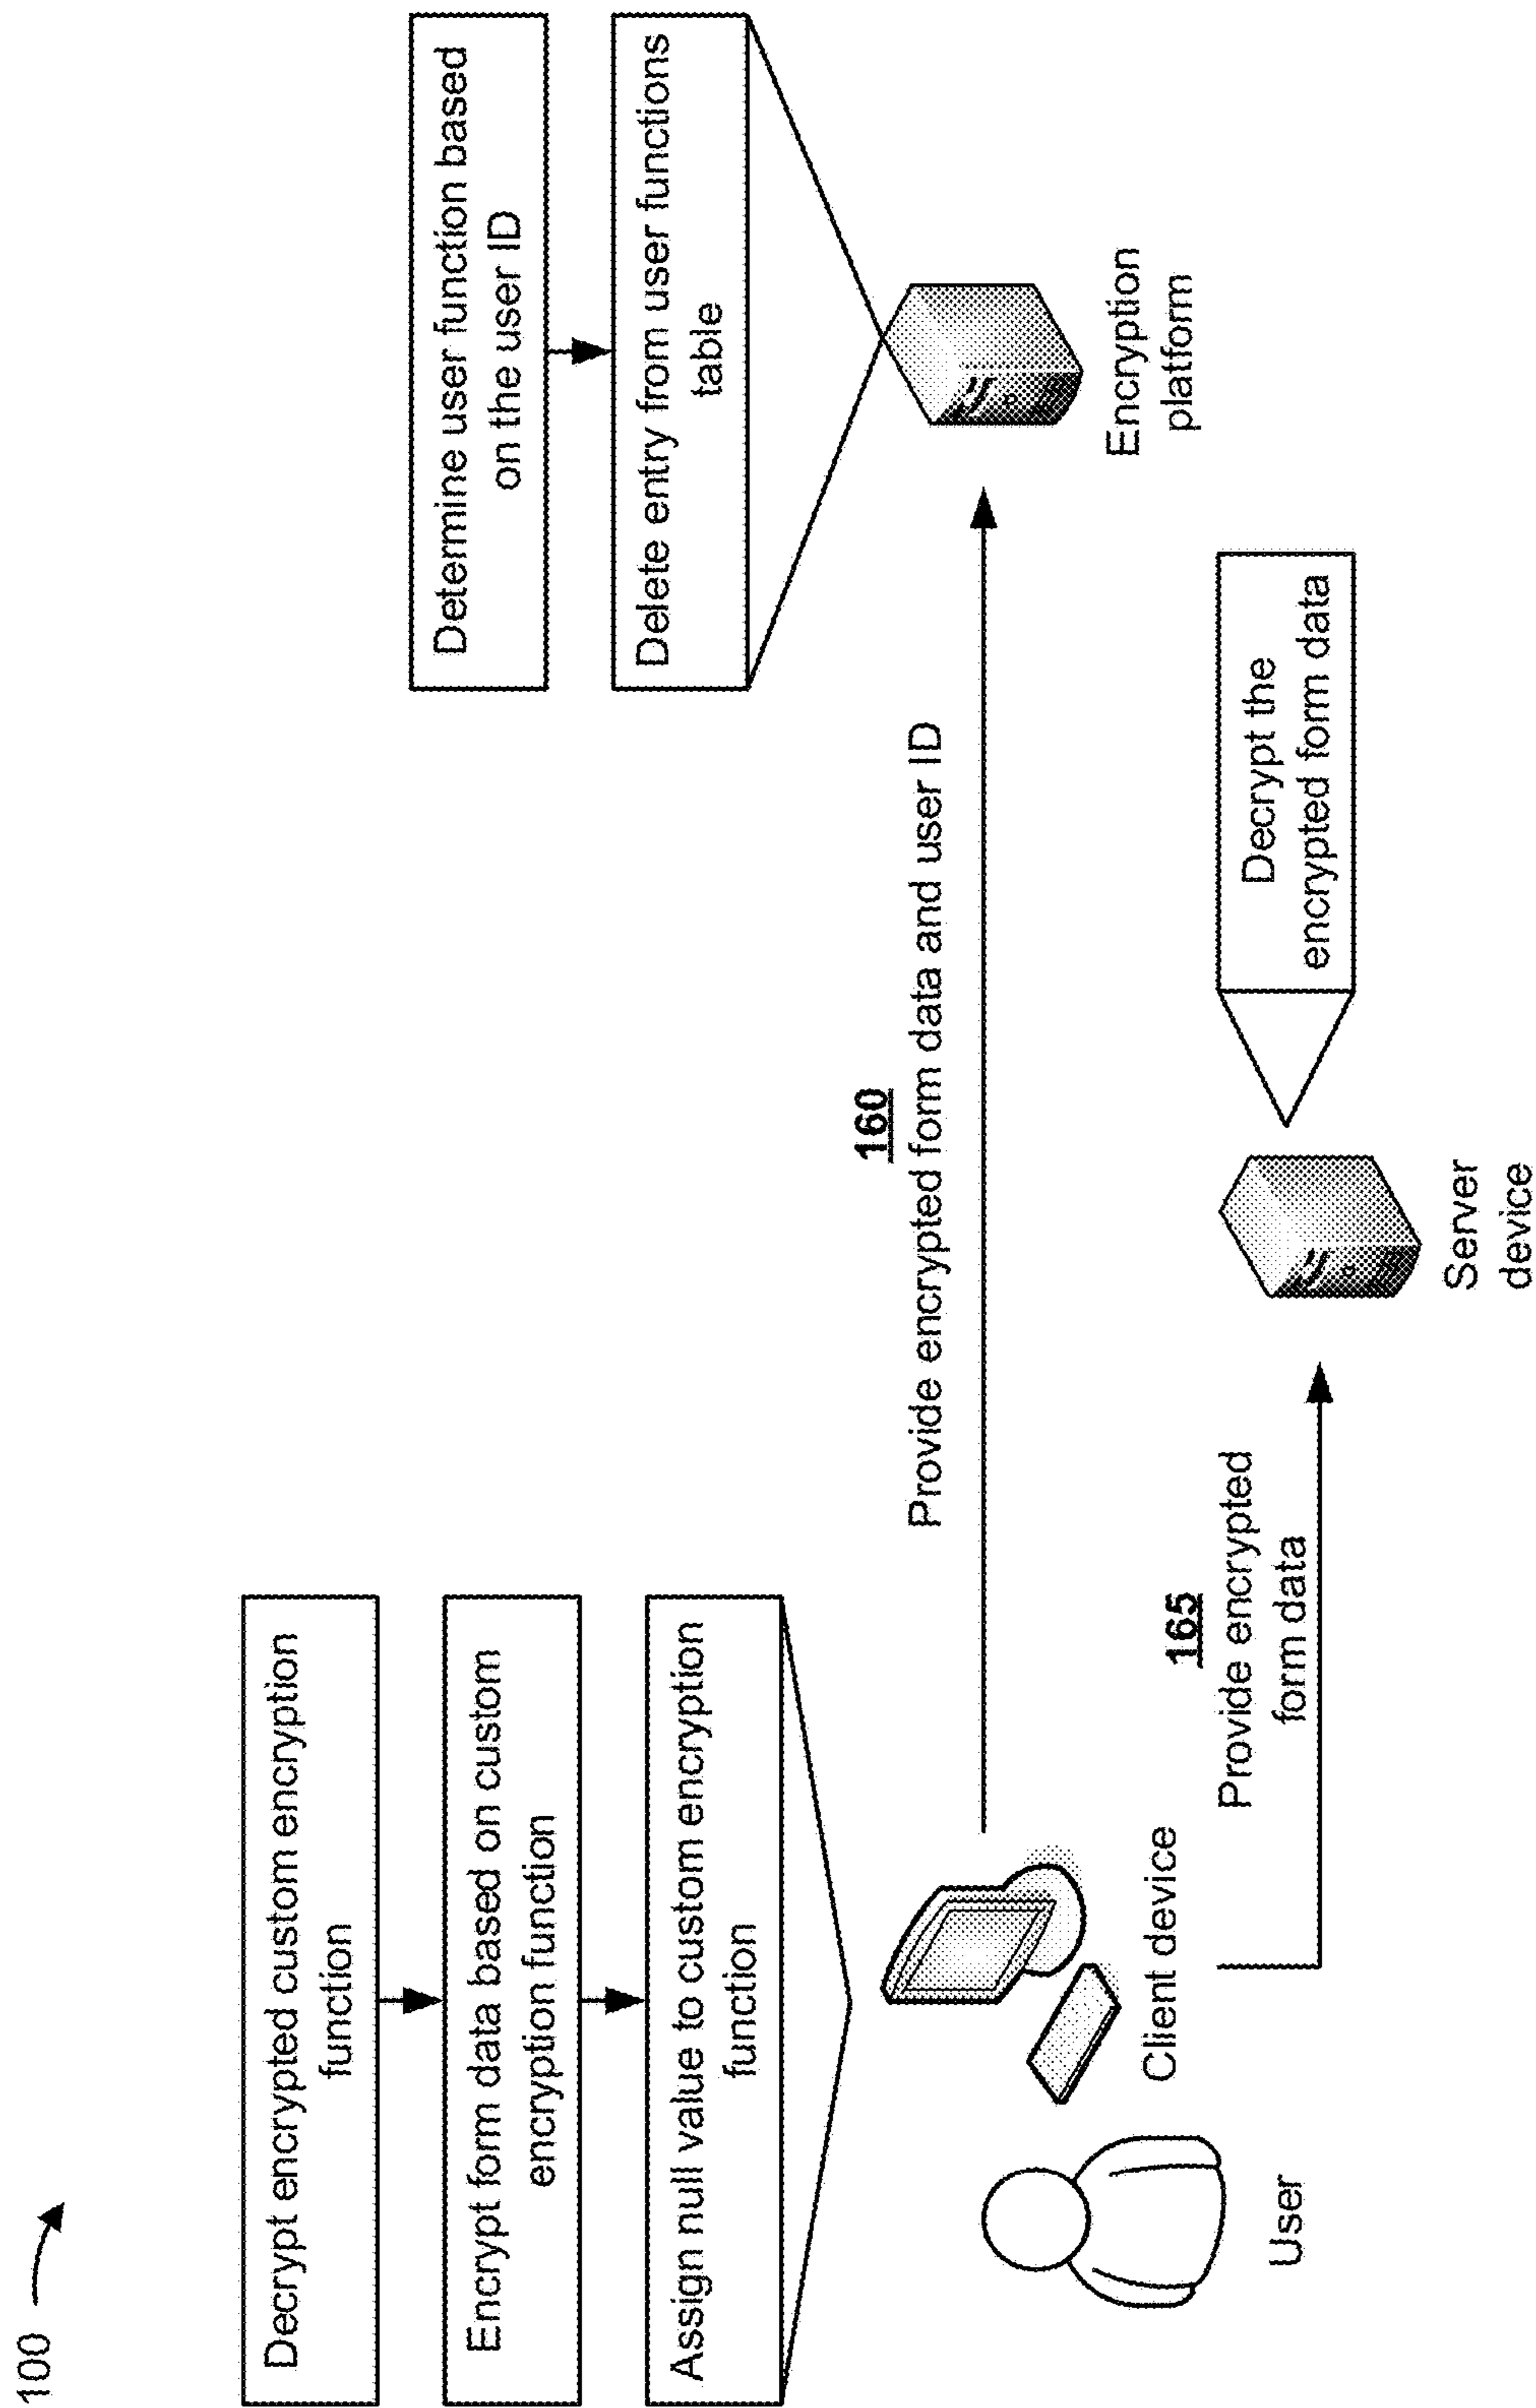 100
Decrypt encrypted custom encryption
function
Encrypt form data based on custom
encryption function
Assign null value to custom encryption
function
Determine user function based
on the user ID
Delete entry from user functions
table
160
Provide encrypted form data and user ID
Encryption
platform
User
Client device
165
Provide encrypted
form data
Server
device
Decrypt the
encrypted form data